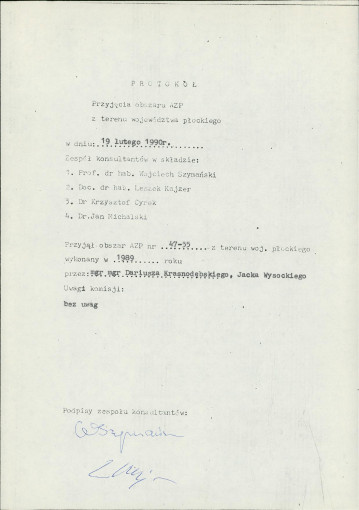 PROTOKÓŁ
Przyjęcia obszaru AZP
z terenu województwa płockiego
w dniu: 19 lutego 1990r.
Zespół konsultantów w składzie:
1. Prof. dr hab. Wojciech Szymański
2. Doc. dr hab. Leszek Kajzer
3. Dr Krzysztof Cyrek
4. Dr. Jan Michalski
Przyjął obszar AZP nr 47-55 z terenu woj. płockiego
wykonany w .1989...... roku
przez: mgr mgr Dariusza Krasnodębskiego, Jacka Wysockiego
Uwagi komisji:
bez uwag
Podpisy zespołu konsultantów: